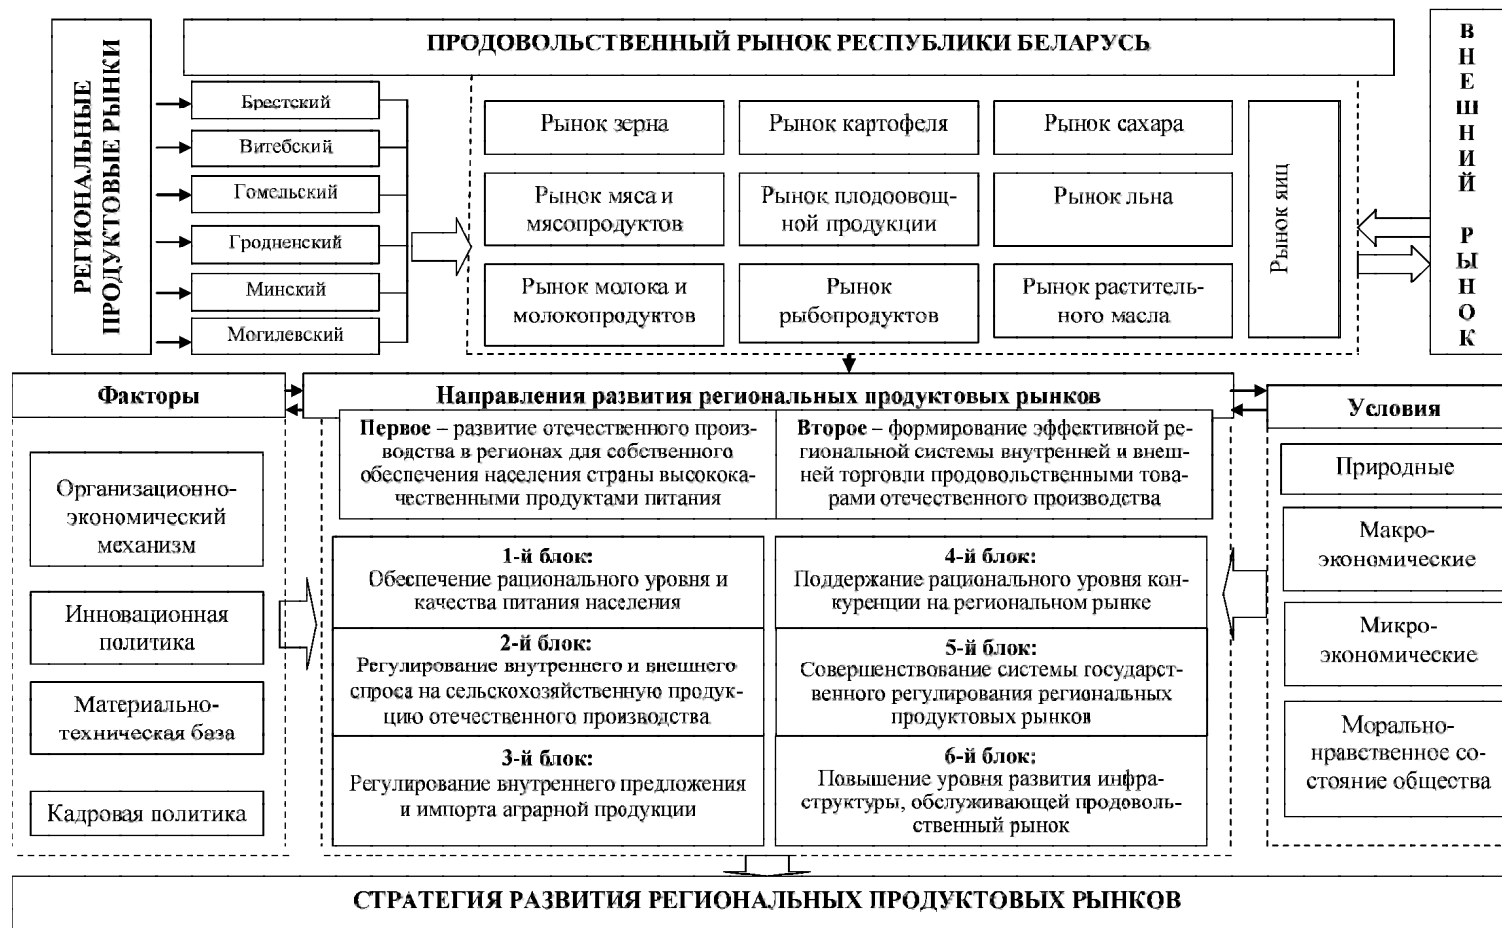 ПРОДОВОЛЬСТВЕННЫЙ РЫНОК РЕСПУБЛИКИ БЕЛАРУСЬ
РЕГИОНАЛЬНЫЕ
ПРОДУКТОВЫЕ РЫНКИ
Брестский
Витебский
Гомельский
Гродненский
Минский
Могилевский
Рынок зерна
Рынок картофеля
Рынок сахара
Рынок мяса и
мясопродуктов
Рынок плодоовощ-
ной продукции
Рынок льна
Рынок молока и
молокопродуктов
Рынок
рыбопродуктов
Рынок раститель-
ного масла
Рынок яиц
ВНЕШНИЙ РЫНОК
Факторы
Организационно-
экономический
механизм
Инновационная
политика
Материально-
техническая база
Кадровая политика
Направления развития региональных продуктовых рынков
Первое – развитие отечественного произ-
водства в регионах для собственного
обеспечения населения страны высокока-
чественными продуктами питания
Второе – формирование эффективной ре-
гиональной системы внутренней и внеш-
ней торговли продовольственными това-
рами отечественного производства
1-й блок:
Обеспечение рационального уровня и
качества питания населения
2-й блок:
Регулирование внутреннего и внешнего
спроса на сельскохозяйственную продук-
цию отечественного производства
3-й блок:
Регулирование внутреннего предложения
и импорта аграрной продукции
4-й блок:
Поддержание рационального уровня кон-
куренции на региональном рынке
5-й блок:
Совершенствование системы государст-
венного регулирования региональных
продуктовых рынков
6-й блок:
Повышение уровня развития инфра-
структуры, обслуживающей продоволь-
ственный рынок
Условия
Природные
Макро-
экономические
Микро-
экономические
Морально-
нравственное со-
стояние общества
СТРАТЕГИЯ РАЗВИТИЯ РЕГИОНАЛЬНЫХ ПРОДУКТОВЫХ РЫНКОВ